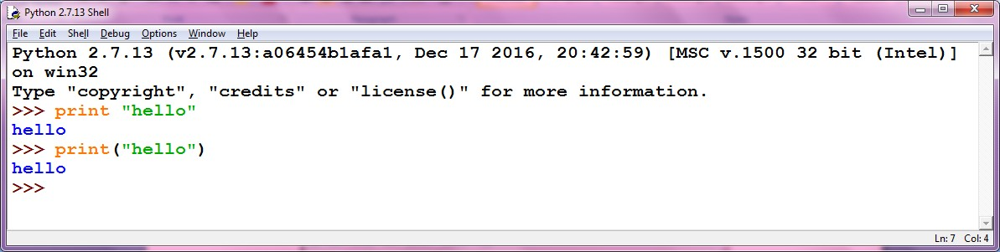 Python 2.7.13 Shell
File Edit Shell Debug Options Window Help
Python 2.7.13 (v2.7.13:a06454b1afa1, Dec 17 2016, 20:42:59) [MSC v.1500 32 bit (Intel)]
on win32
Type "copyright", "credits" or "license()" for more information.
>>> print "hello"
hello
>>> print("hello")
hello
>>>
Ln: 7 Col: 4